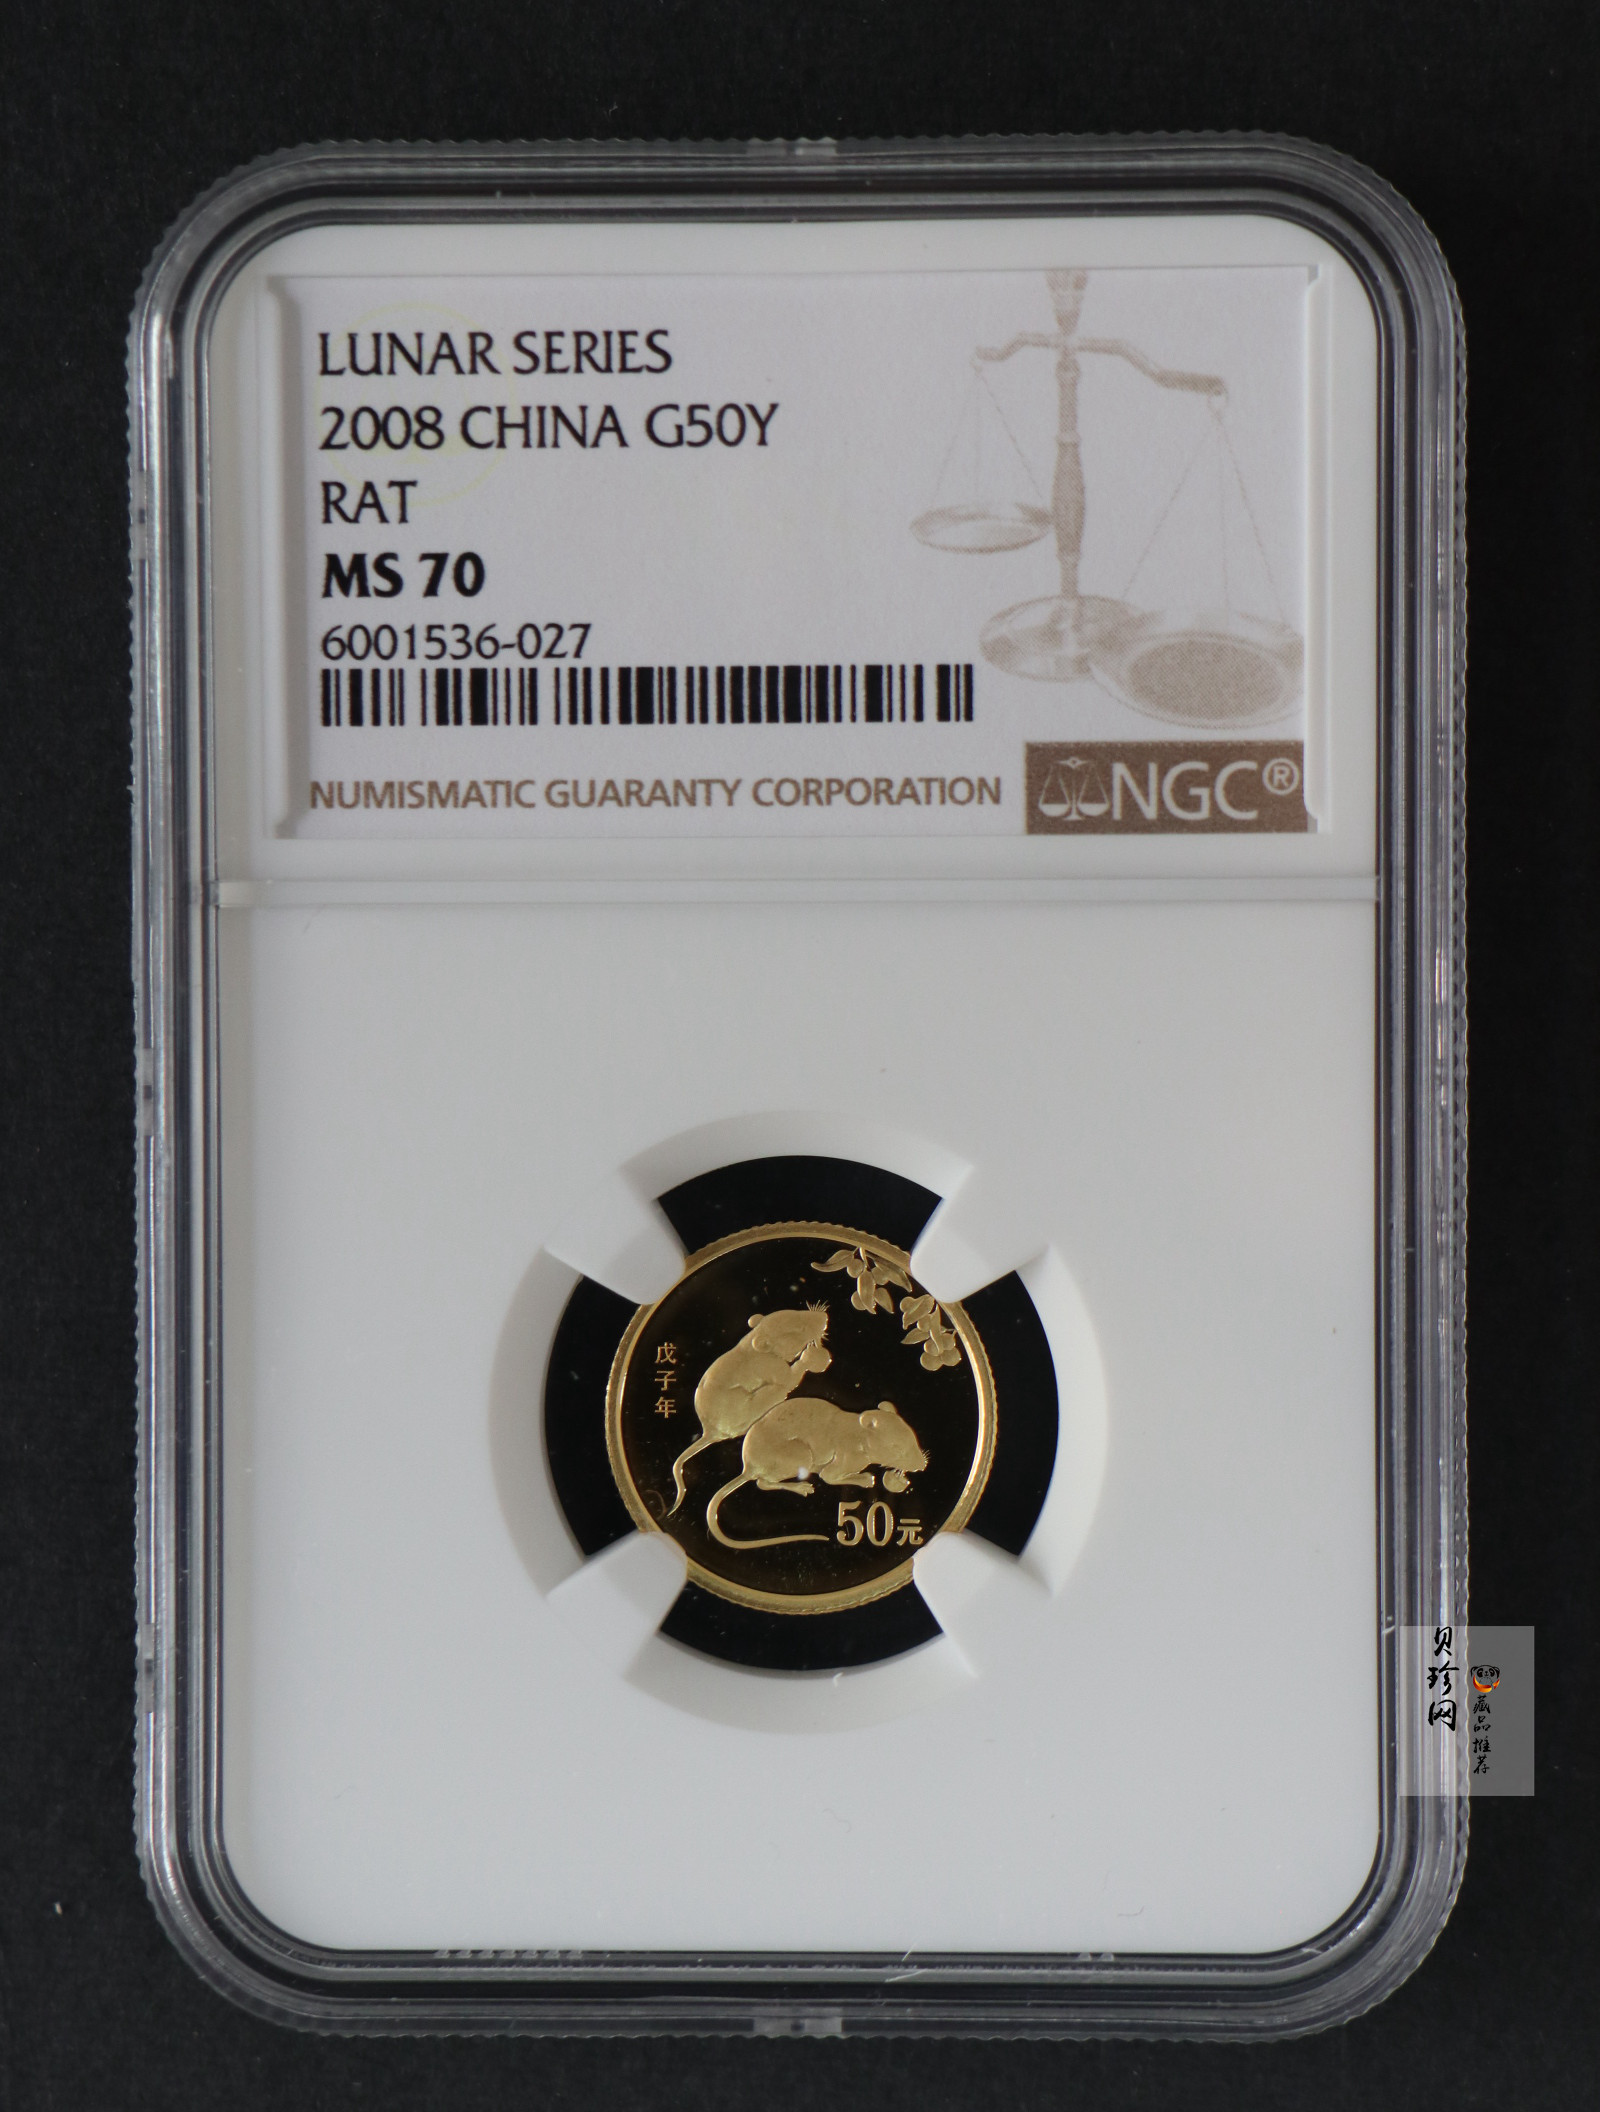 LUNAR SERIES
2008 CHINA G50Y
RAT
MS 70
6001536-027
NUMISMATIC GUARANTY CORPORATION
NGC®
戊子年
50元
贝珍网
藏品推荐